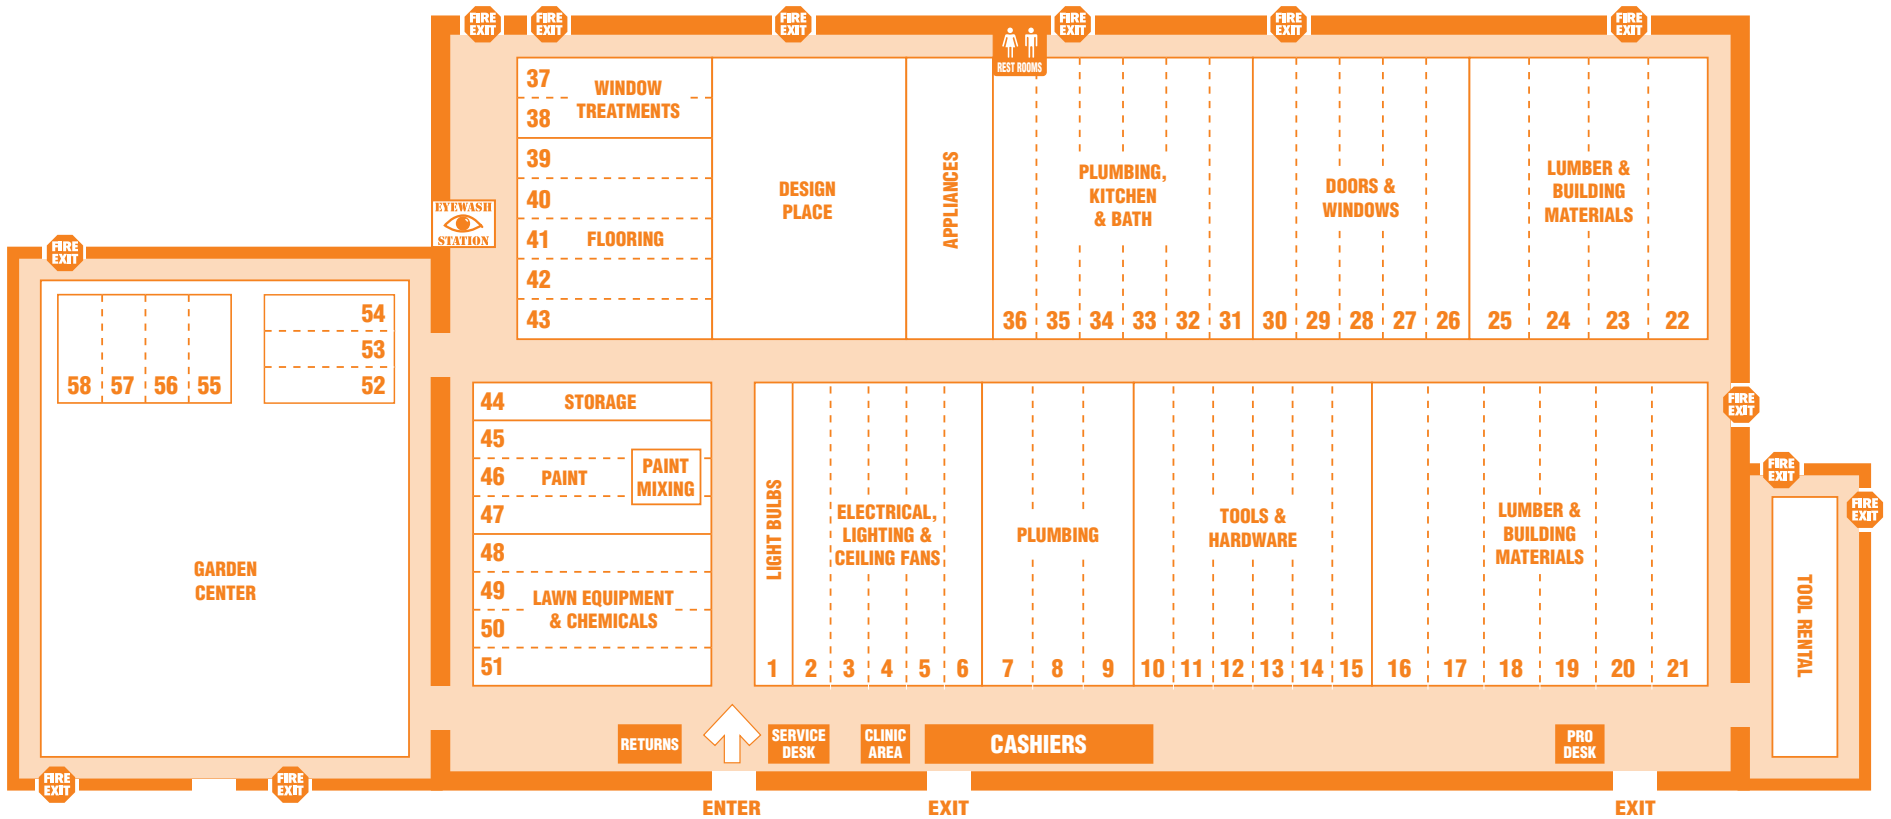 FIRE
EXIT
FIRE
EXIT
FIRE
EXIT
FIRE
EXIT
FIRE
EXIT
FIRE
EXIT
REST ROOMS
37
38
WINDOW
TREATMENTS
39
40
41
42
43
FLOORING
DESIGN
PLACE
APPLIANCES
PLUMBING,
KITCHEN
& BATH
36 35 34 33 32 31
DOORS &
WINDOWS
30 29 28 27 26
LUMBER &
BUILDING
MATERIALS
25 24 23 22
EYEWASH
STATION
FIRE
EXIT
54
53
52
58 57 56 55
GARDEN
CENTER
FIRE
EXIT
FIRE
EXIT
44 STORAGE
45
46
47
PAINT
PAINT
MIXING
48
49
50
51
LAWN EQUIPMENT
& CHEMICALS
LIGHT BULBS
1
ELECTRICAL,
LIGHTING &
CEILING FANS
2 3 4 5 6
PLUMBING
7 8 9
TOOLS &
HARDWARE
10 11 12 13 14 15
LUMBER &
BUILDING
MATERIALS
16 17 18 19 20 21
FIRE
EXIT
FIRE
EXIT
FIRE
EXIT
TOOL RENTAL
RETURNS
SERVICE
DESK
CLINIC
AREA
CASHIERS
PRO
DESK
ENTER
EXIT
EXIT